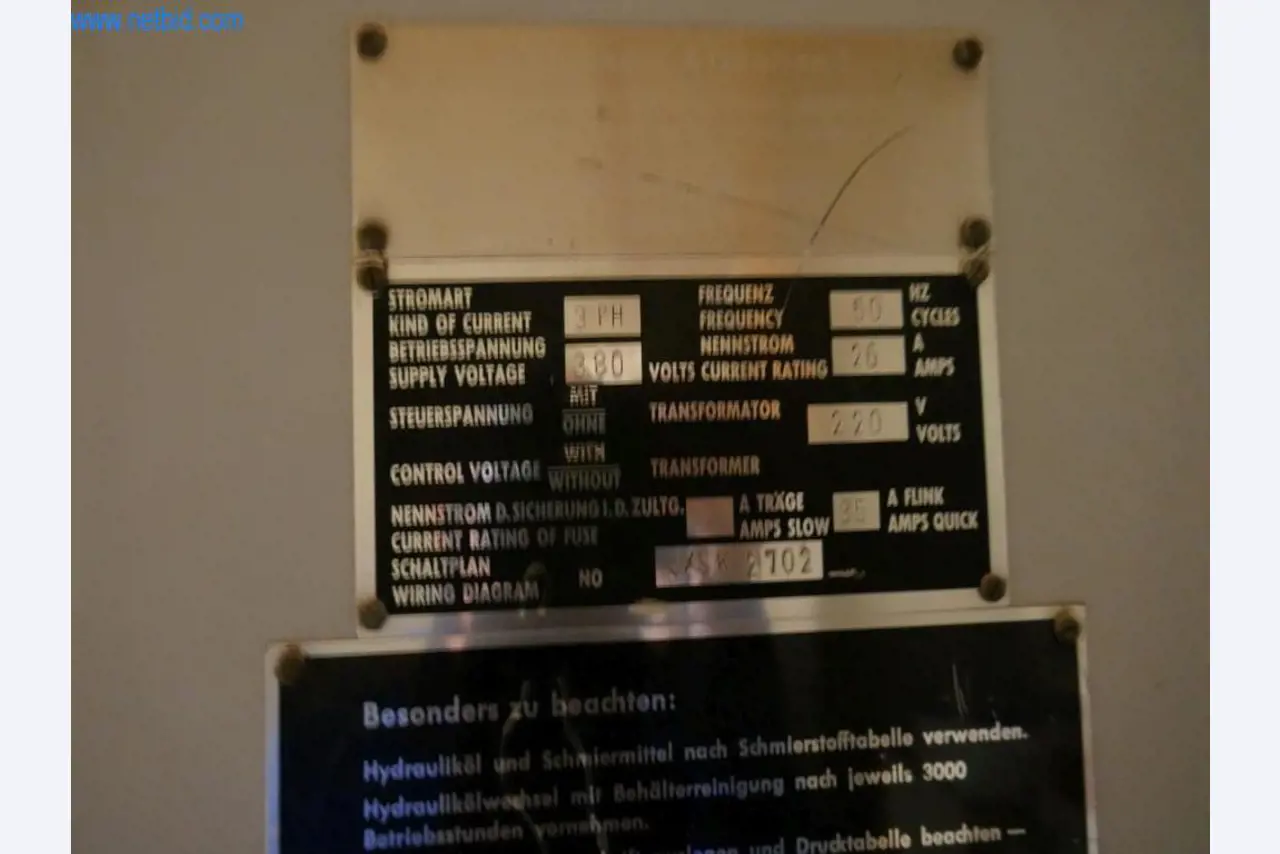 www.netbid.com
STROMART
KIND OF CURRENT 3 PH
FREQUENZ HZ
FREQUENCY 50 CYCLES
BETRIEBSSPANNUNG
SUPPLY VOLTAGE 380 VOLTS
NENNSTROM A
CURRENT RATING 26 AMPS
STEUERSPANNUNG MIT OHNE TRANSFORMATOR 220 V
CONTROL VOLTAGE WITH WITHOUT TRANSFORMER VOLTS
NENNSTROM D. SICHERUNG I.D. ZULTG. A TRÄGE 35 A FLINK
CURRENT RATING OF FUSE AMPS SLOW AMPS QUICK
SCHALTPLAN
WIRING DIAGRAM NO 2702
Besonders zu beachten:
Hydrauliköl und Schmiermittel nach Schmierstofftabelle verwenden.
Hydraulikölwechsel mit Behälterreinigung nach jeweils 3000
Betriebsstunden vornehmen.
und Drucktabelle beachten —